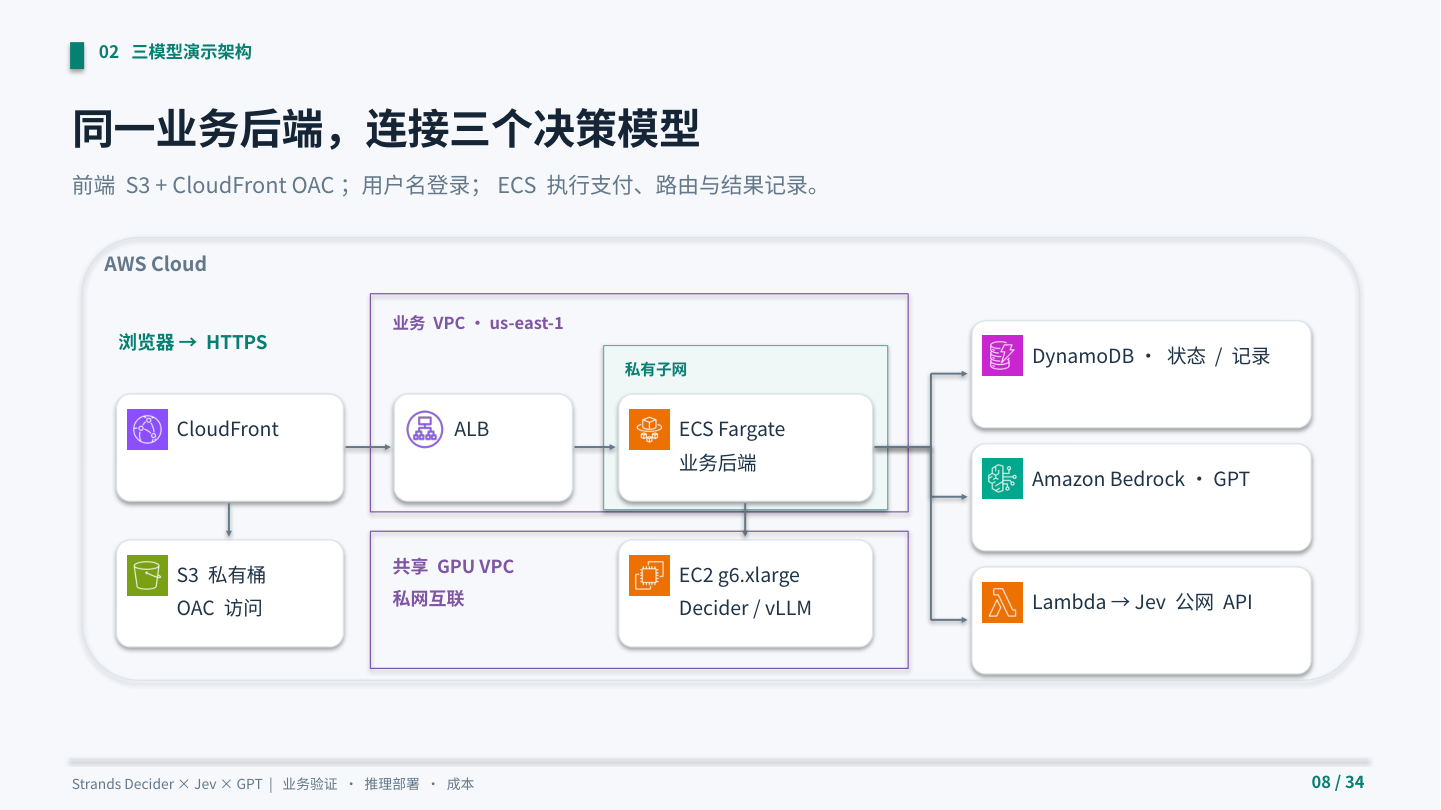 02 三模型演示架构
同一业务后端，连接三个决策模型
前端 S3 + CloudFront OAC； 用户名登录； ECS 执行支付、路由与结果记录。
AWS Cloud
浏览器 → HTTPS
业务 VPC · us-east-1
私有子网
CloudFront
ALB
ECS Fargate
业务后端
DynamoDB · 状态 / 记录
Amazon Bedrock · GPT
Lambda → Jev 公网 API
S3 私有桶
OAC 访问
共享 GPU VPC
私网互联
EC2 g6.xlarge
Decider / vLLM
Strands Decider × Jev × GPT | 业务验证 · 推理部署 · 成本
08 / 34